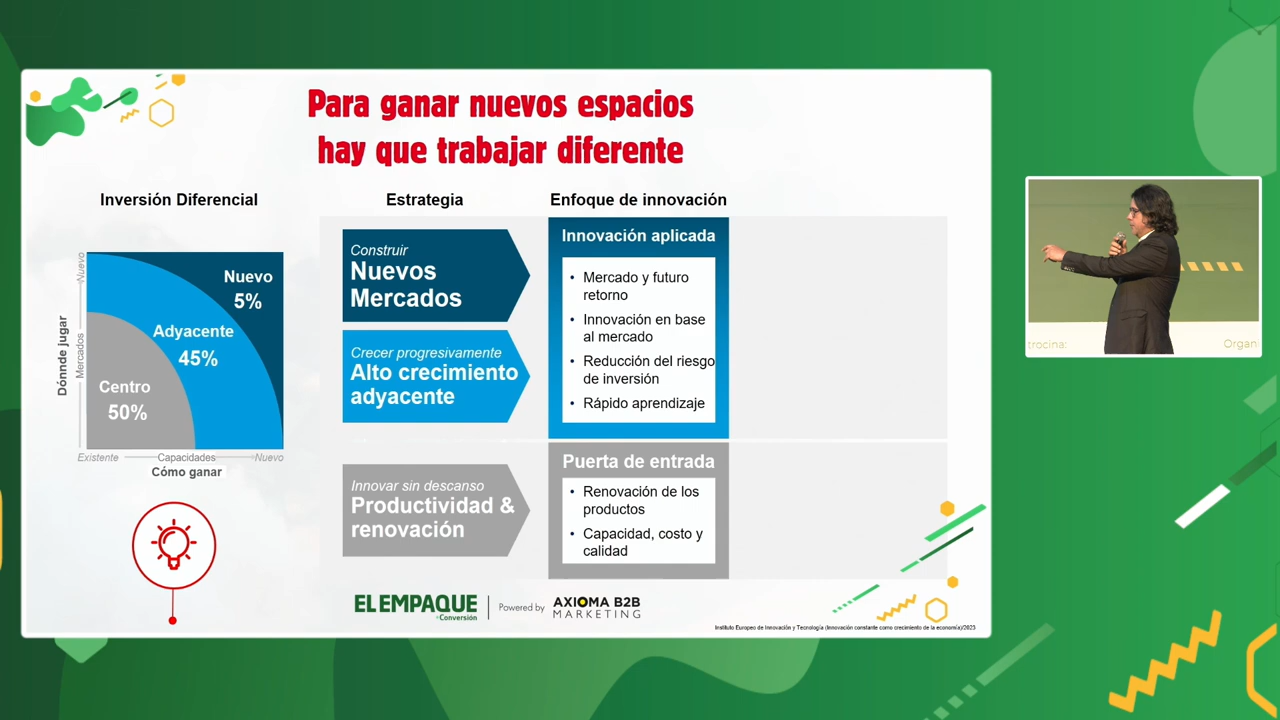 Para ganar nuevos espacios
hay que trabajar diferente
Inversión Diferencial
Estrategia
Enfoque de innovación
Nuevo
Mercados
Dónnde jugar
Nuevo
5%
Adyacente
45%
Centro
50%
Existente
Capacidades
Nuevo
Cómo ganar
Construir
Nuevos
Mercados
Crecer progresivamente
Alto crecimiento
adyacente
Innovar sin descanso
Productividad &
renovación
Innovación aplicada
• Mercado y futuro
retorno
• Innovación en base
al mercado
• Reducción del riesgo
de inversión
• Rápido aprendizaje
Puerta de entrada
• Renovación de los
productos
• Capacidad, costo y
calidad
EL EMPAQUE
+Conversión
Powered by
AXIOMA B2B
MARKETING
Instituto Europeo de Innovación y Tecnología (Innovación constante como crecimiento de la economía)/2025
trocina:
Organ